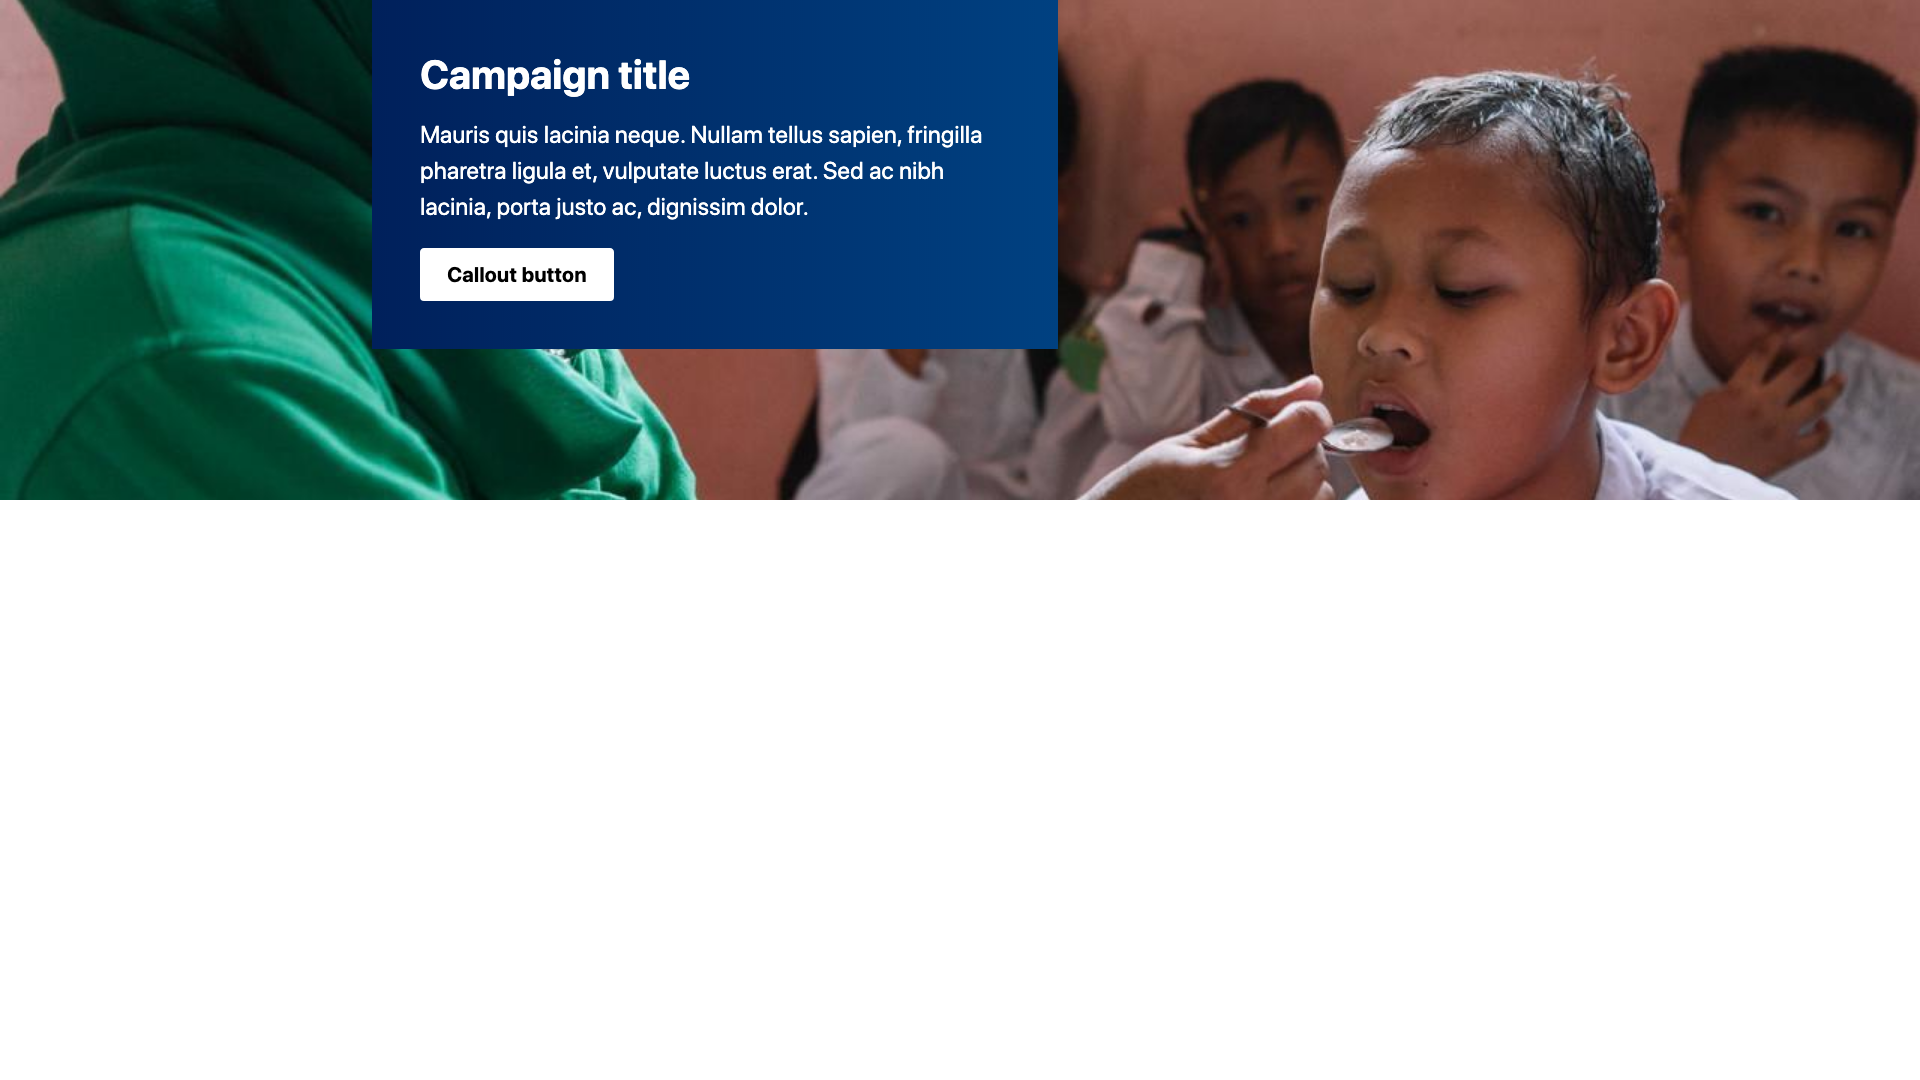 Campaign title
Mauris quis lacinia neque. Nullam tellus sapien, fringilla
pharetra ligula et, vulputate luctus erat. Sed ac nibh
lacinia, porta justo ac, dignissim dolor.
Callout button